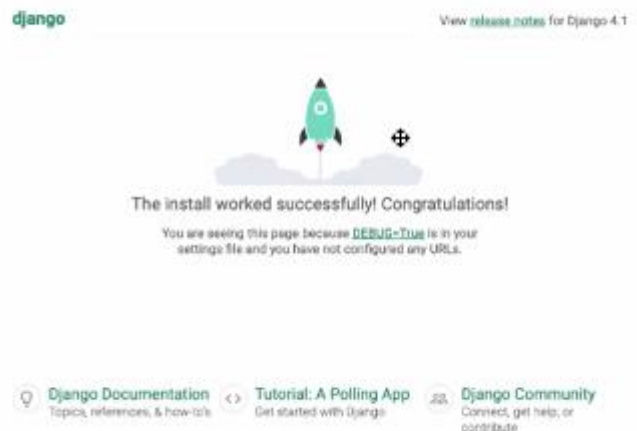 django
View release notes for Django 4.1
The install worked successfully! Congratulations!
You are seeing this page because DEBUG=True is in your
settings file and you have not configured any URLs.
Django Documentation
Topics, references, & how-to's
Tutorial: A Polling App
Get started with Django
Django Community
Connect, get help, or
contribute